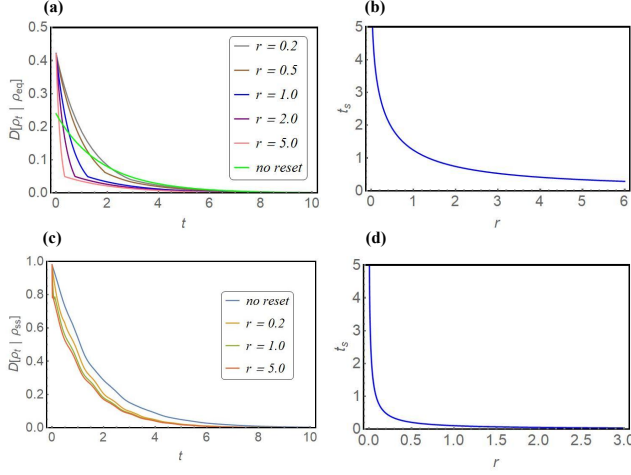 (a)
0.5
0.4
0.3
0.2
0.1
0.0
D[ρt | ρeq]
0 2 4 6 8 10
t
r = 0.2
r = 0.5
r = 1.0
r = 2.0
r = 5.0
no reset
(b)
5
4
3
2
1
0
ts
0 1 2 3 4 5 6
r
(c)
1.0
0.8
0.6
0.4
0.2
0.0
D[ρt | ρss]
0 2 4 6 8 10
t
no reset
r = 0.2
r = 1.0
r = 5.0
(d)
5
4
3
2
1
0
ts
0.0 0.5 1.0 1.5 2.0 2.5 3.0
r